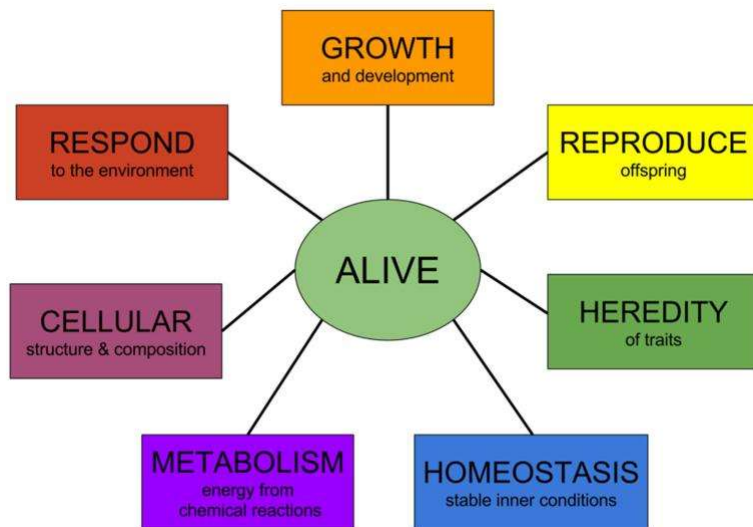 GROWTH
and development
RESPOND
to the environment
REPRODUCE
offspring
ALIVE
CELLULAR
structure & composition
HEREDITY
of traits
METABOLISM
energy from
chemical reactions
HOMEOSTASIS
stable inner conditions